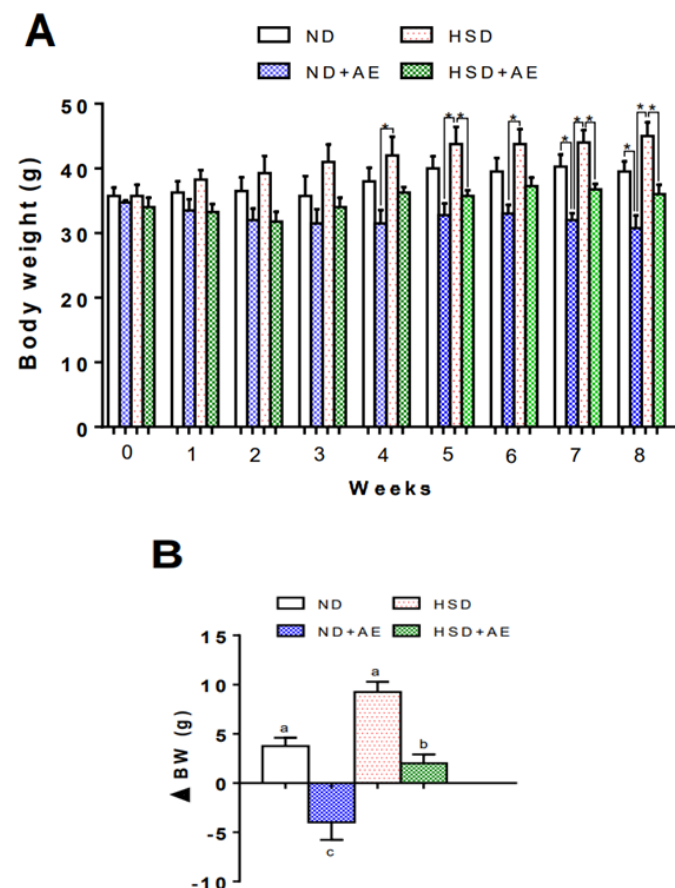 A
ND HSD
ND+AE HSD+AE
Body weight (g)
50
40
30
20
10
0
* * * * * * * * * * *
0 1 2 3 4 5 6 7 8
Weeks
B
ND HSD
ND+AE HSD+AE
▲ BW (g)
15
10
5
0
-5
-10
a
c
a
b